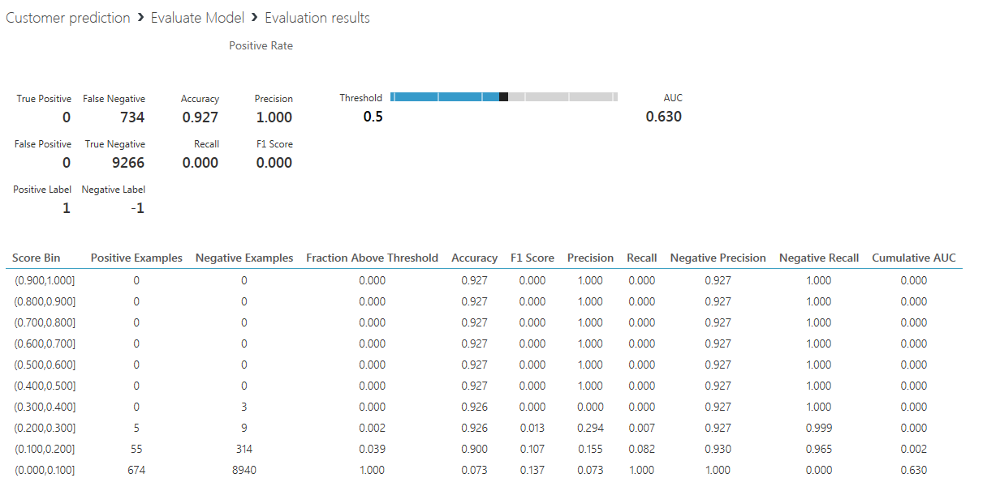 Customer prediction › Evaluate Model › Evaluation results
Positive Rate
True Positive False Negative Accuracy Precision Threshold AUC
0 734 0.927 1.000 0.5 0.630
False Positive True Negative Recall F1 Score
0 9266 0.000 0.000
Positive Label Negative Label
1 -1
Score Bin Positive Examples Negative Examples Fraction Above Threshold Accuracy F1 Score Precision Recall Negative Precision Negative Recall Cumulative AUC
(0.900,1.000] 0 0 0.000 0.927 0.000 1.000 0.000 0.927 1.000 0.000
(0.800,0.900] 0 0 0.000 0.927 0.000 1.000 0.000 0.927 1.000 0.000
(0.700,0.800] 0 0 0.000 0.927 0.000 1.000 0.000 0.927 1.000 0.000
(0.600,0.700] 0 0 0.000 0.927 0.000 1.000 0.000 0.927 1.000 0.000
(0.500,0.600] 0 0 0.000 0.927 0.000 1.000 0.000 0.927 1.000 0.000
(0.400,0.500] 0 0 0.000 0.927 0.000 1.000 0.000 0.927 1.000 0.000
(0.300,0.400] 0 3 0.000 0.926 0.000 0.000 0.000 0.927 1.000 0.000
(0.200,0.300] 5 9 0.002 0.926 0.013 0.294 0.007 0.927 0.999 0.000
(0.100,0.200] 55 314 0.039 0.900 0.107 0.155 0.082 0.930 0.965 0.002
(0.000,0.100] 674 8940 1.000 0.073 0.137 0.073 1.000 1.000 0.000 0.630